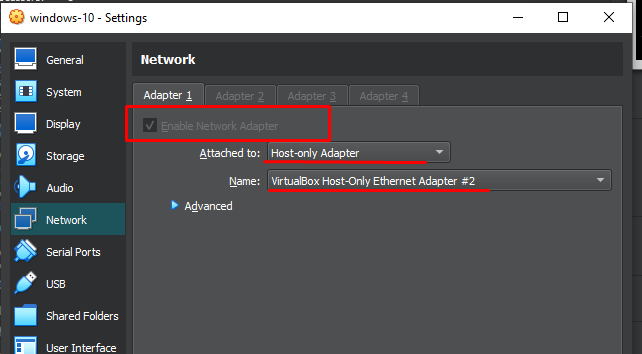 windows-10 - Settings
General
System
Display
Storage
Audio
Network
Serial Ports
USB
Shared Folders
User Interface
Network
Adapter 1 Adapter 2 Adapter 3 Adapter 4
Enable Network Adapter
Attached to: Host-only Adapter
Name: VirtualBox Host-Only Ethernet Adapter #2
Advanced